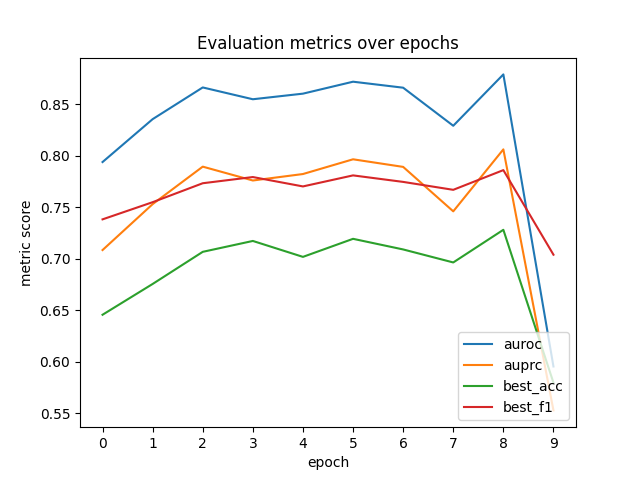 Evaluation metrics over epochs
metric score
0.85
0.80
0.75
0.70
0.65
0.60
0.55
0 1 2 3 4 5 6 7 8 9
epoch
auroc
auprc
best_acc
best_f1